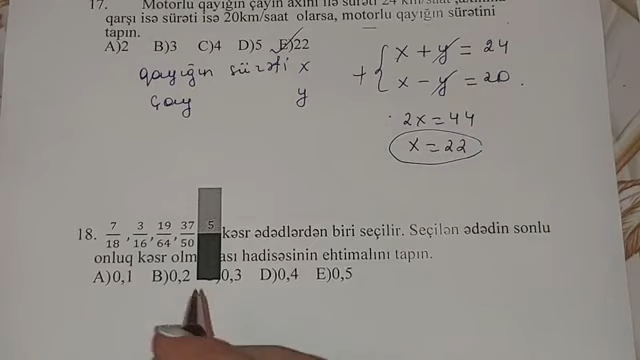 17. Motorlu qayığın çayın axını ilə sürəti 24 km/saat
qarşı isə sürəti isə 20km/saat olarsa, motorlu qayığın sürətini
tapın.
A)2 B)3 C)4 D)5 E)22
qayığın sürəti x
çay y
+ { x + y = 24
x - y = 20
2x = 44
x = 22
18. 7/18, 3/16, 19/64, 37/50 5 kəsr ədədlərdən biri seçilir. Seçilən ədədin sonlu
onluq kəsr hadisəsinin ehtimalını tapın.
A)0,1 B)0,2 )0,3 D)0,4 E)0,5